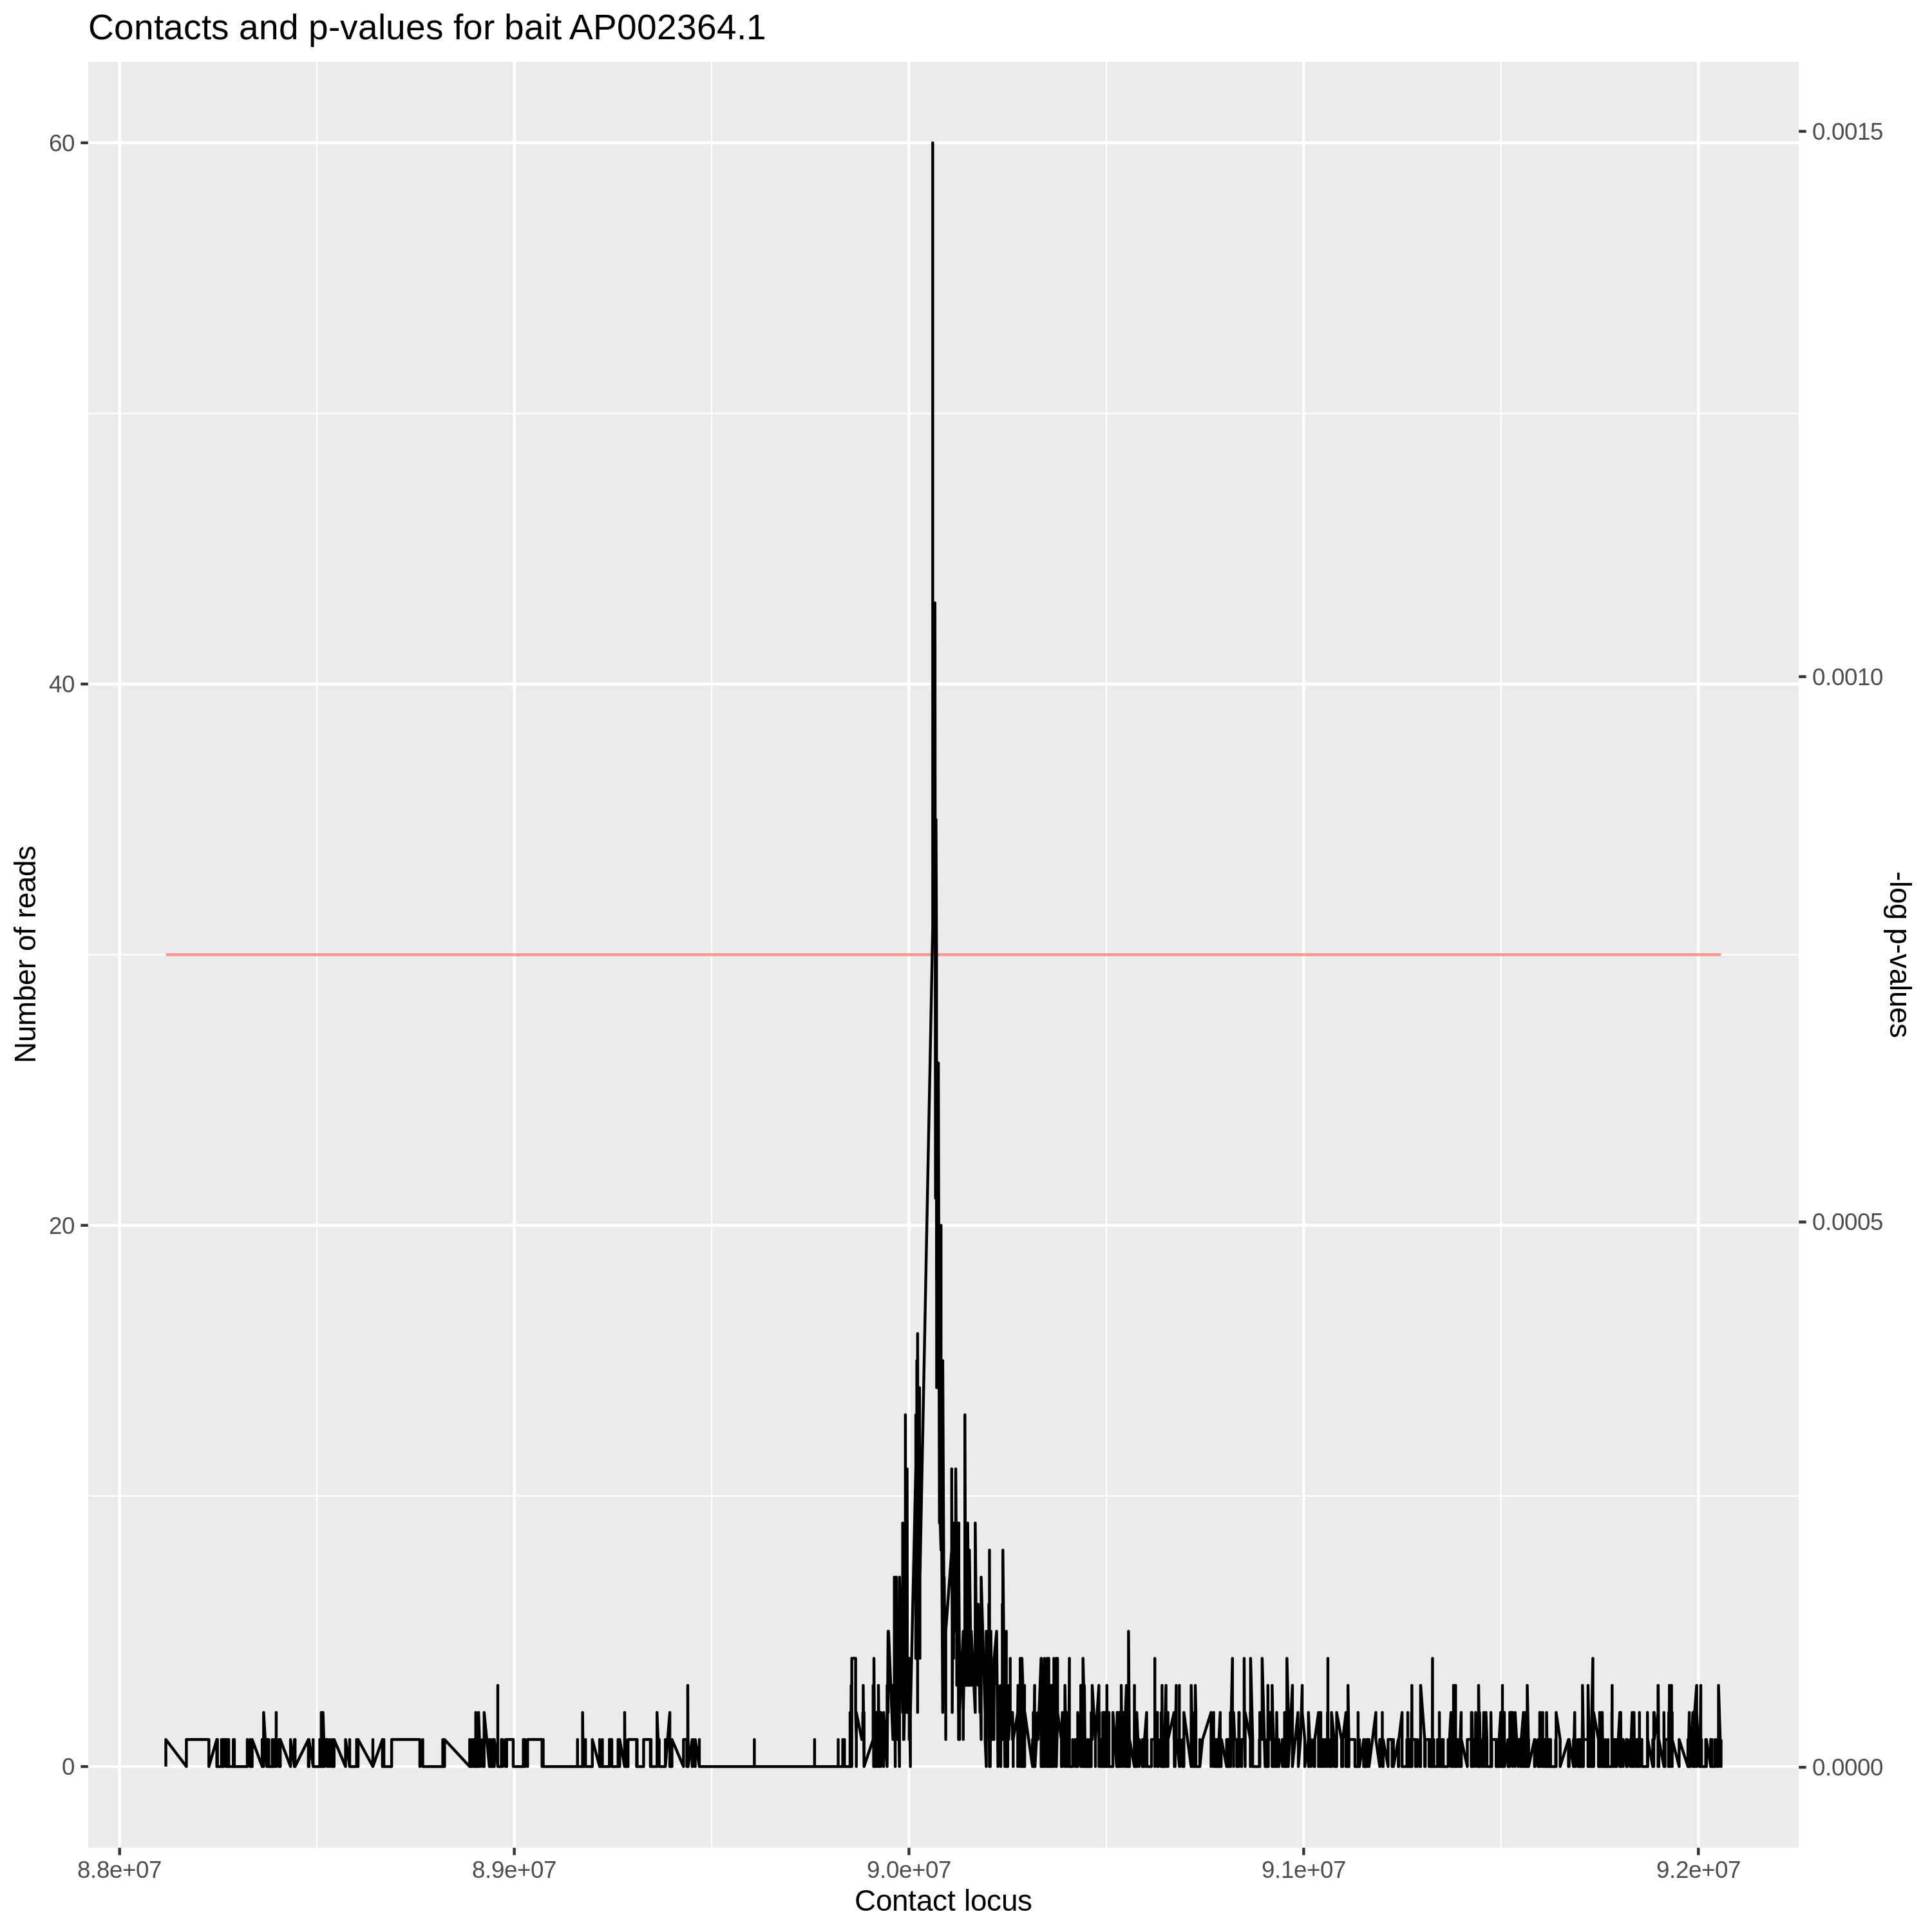 Contacts and p-values for bait AP002364.1
60
40
20
0
Number of reads
0.0015
0.0010
0.0005
0.0000
-log p-values
8.8e+07 8.9e+07 9.0e+07 9.1e+07 9.2e+07
Contact locus